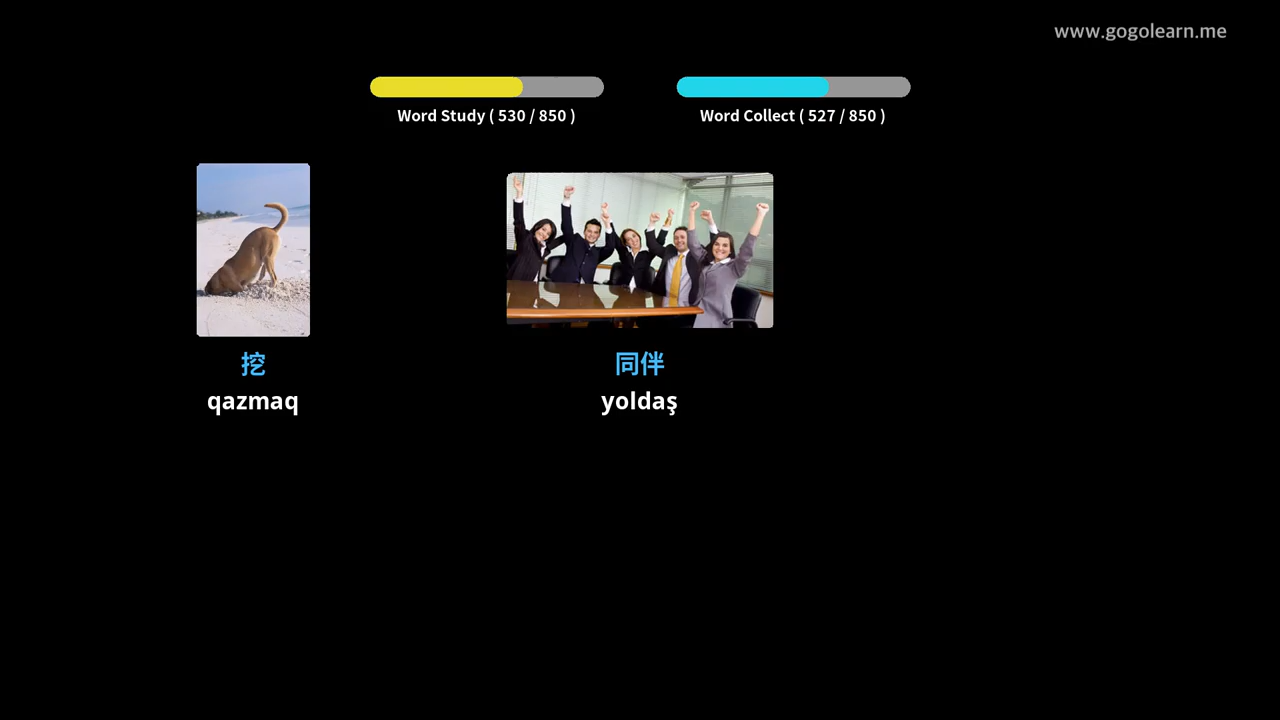 www.gogolearn.me
Word Study ( 530 / 850 )
Word Collect ( 527 / 850 )
挖
qazmaq
同伴
yoldaş